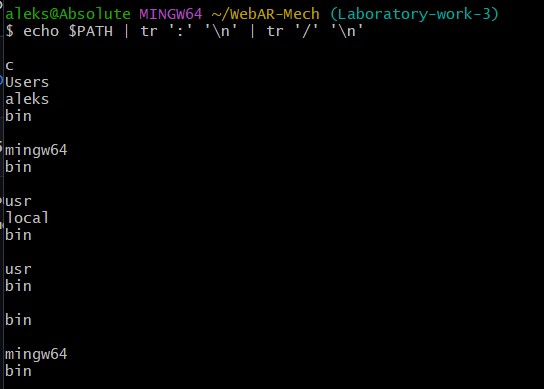 aleks@Absolute MINGW64 ~/WebAR-Mech (Laboratory-work-3)
$ echo $PATH | tr ':' '\n' | tr '/' '\n'
c
Users
aleks
bin
mingw64
bin
usr
local
bin
usr
bin
bin
mingw64
bin